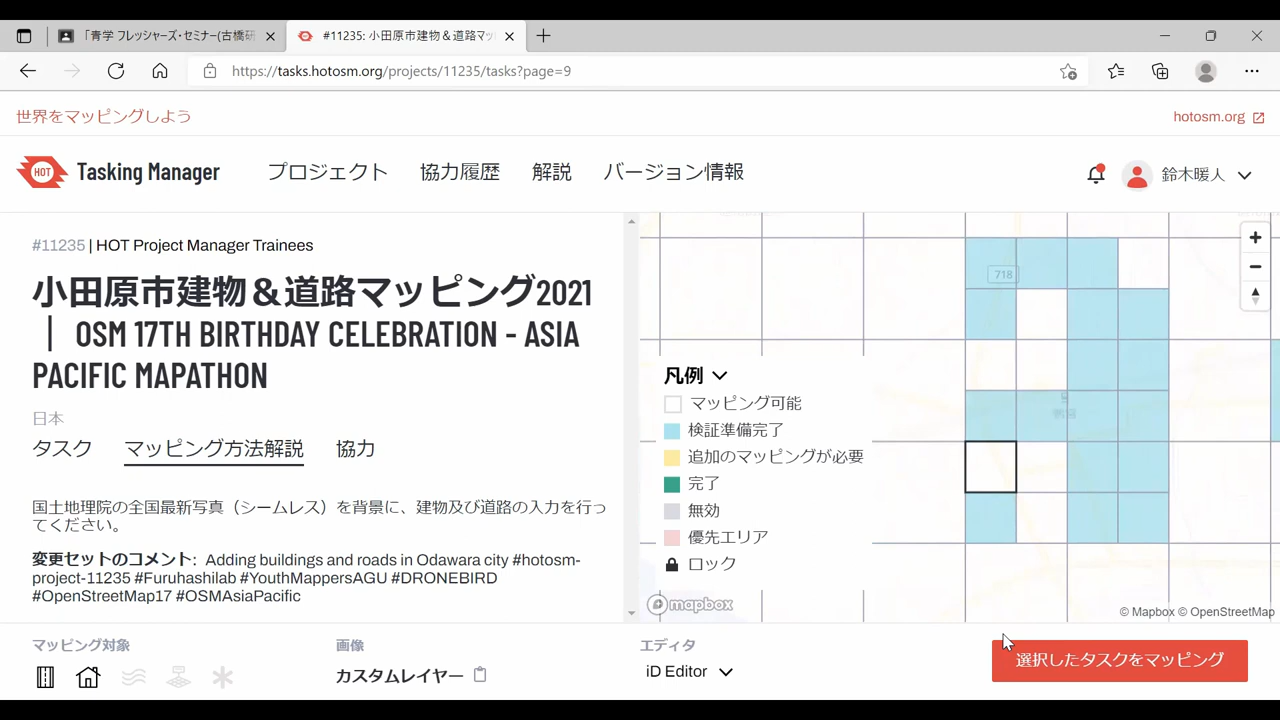 「青学 フレッシャーズ・セミナー(古橋研
#11235: 小田原市建物＆道路マッ
https://tasks.hotosm.org/projects/11235/tasks?page=9
世界をマッピングしよう
hotosm.org
HOT
Tasking Manager
プロジェクト
協力履歴
解説
バージョン情報
鈴木暖人
#11235 | HOT Project Manager Trainees
小田原市建物＆道路マッピング2021
｜ OSM 17TH BIRTHDAY CELEBRATION - ASIA
PACIFIC MAPATHON
日本
タスク
マッピング方法解説
協力
国土地理院の全国最新写真（シームレス）を背景に、建物及び道路の入力を行っ
てください。
変更セットのコメント: Adding buildings and roads in Odawara city #hotosm-
project-11235 #Furuhashilab #YouthMappersAGU #DRONEBIRD
#OpenStreetMap17 #OSMAsiaPacific
718
凡例
マッピング可能
検証準備完了
追加のマッピングが必要
完了
無効
優先エリア
ロック
mapbox
© Mapbox © OpenStreetMap
マッピング対象
画像
カスタムレイヤー
エディタ
iD Editor
選択したタスクをマッピング